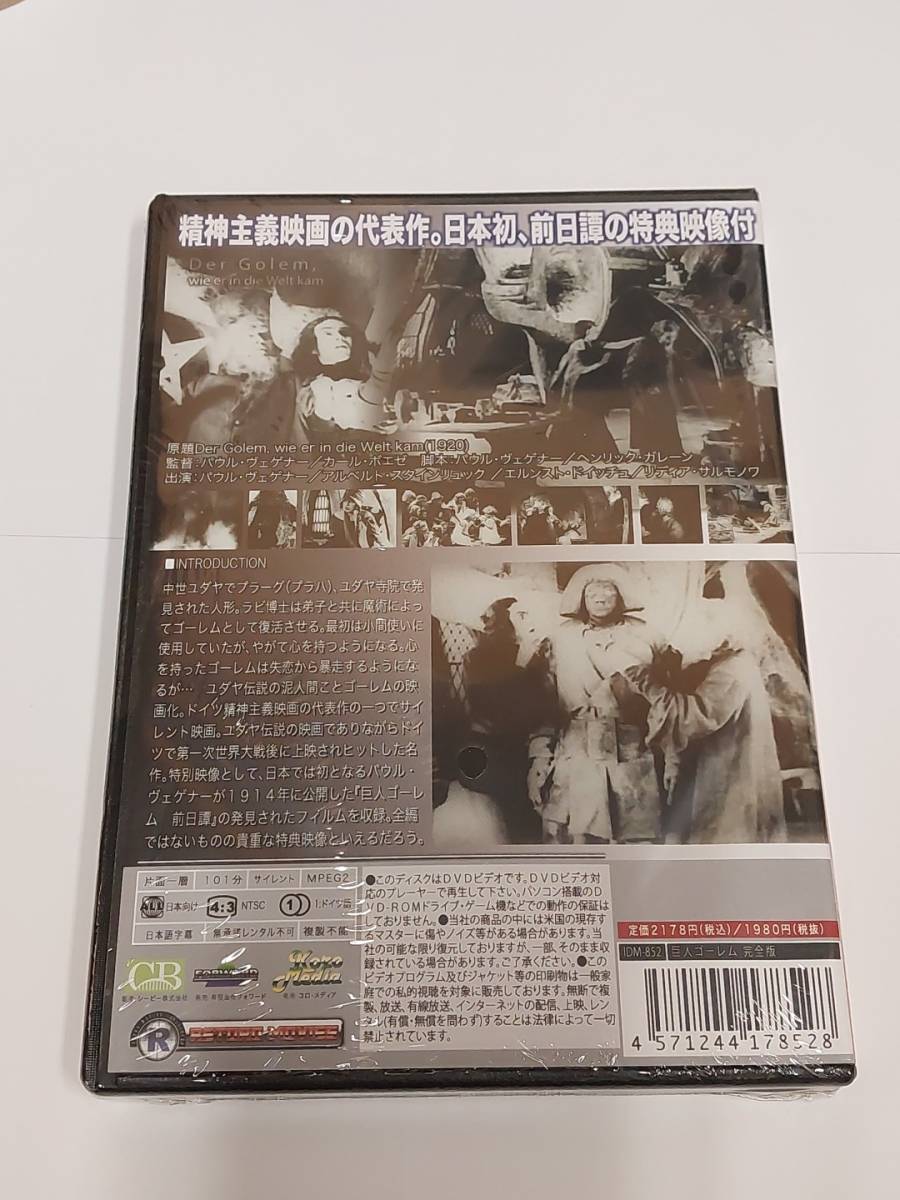 精神主義映画の代表作。日本初、前日譚の特典映像付
Der Golem,
wie er in die Welt kam
原題Der Golem, wie er in die Welt kam(1920)
監督:パウル・ヴェゲナー/カール・ボエゼ 脚本:パウル・ヴェゲナー/ヘンリック・ガレーン
出演:パウル・ヴェゲナー/アルベルト・スタインリュック/エルンスト・ドイッチュ/リディア・サルモノワ
■INTRODUCTION
中世ユダヤでプラーグ(プラハ)、ユダヤ寺院で発
見された人形。ラビ博士は弟子と共に魔術によっ
てゴーレムとして復活させる。最初は小間使いに
使用していたが、やがて心を持つようになる。心
を持ったゴーレムは失恋から暴走するようにな
るが… ユダヤ伝説の泥人間ことゴーレムの映
画化。ドイツ精神主義映画の代表作の一つでサイ
レント映画。ユダヤ伝説の映画でありながらドイ
ツで第一次世界大戦後に上映されヒットした名
作。特別映像として、日本では初となるパウル・
ヴェゲナーが1914年に公開した『巨人ゴーレ
ム 前日譚』の発見されたフィルムを収録。全編
ではないものの貴重な特典映像といえるだろう。
片面一層 101分 サイレント MPEG2
ALL 日本向け 4:3 NTSC 1) 1:ドイツ語
日本語字幕 無承諾レンタル不可 複製不能
●このディスクはDVDビデオです。DVDビデオ対
応のプレーヤーで再生して下さい。パソコン搭載のD
VD-ROMドライブ・ゲーム機などでの動作の保証は
しておりません。●当社の商品の中には米国の現存す
るマスターに傷やノイズ等がある場合があります。当
社の可能な限り復元しておりますが、一部、そのまま収
録されている場合があります。ご了承ください。●この
ビデオプログラム及びジャケット等の印刷物は一般家
庭での私的視聴を対象に販売しております。無断で複
製、放送、有線放送、インターネットの配信、上映、レン
タル(有償・無償を問わず)することは法律によって一切
禁止されています。
定価2178円(税込)/1980円(税抜)
IDM-852 巨人ゴーレム 完全版
4 571244 178528
CB
FORWARD
Koro Media
シーピー株式会社
発売 有限会社フォワード
コロ・メディア
R